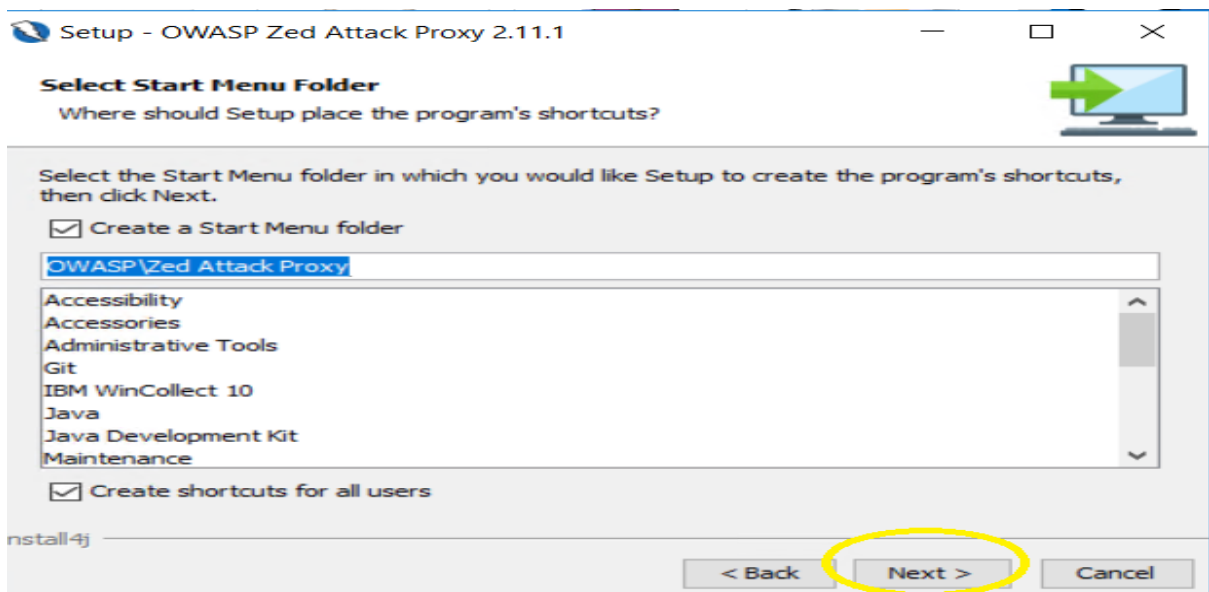 Setup - OWASP Zed Attack Proxy 2.11.1
Select Start Menu Folder
Where should Setup place the program's shortcuts?
Select the Start Menu folder in which you would like Setup to create the program's shortcuts,
then click Next.
Create a Start Menu folder
OWASP\Zed Attack Proxy
Accessibility
Accessories
Administrative Tools
Git
IBM WinCollect 10
Java
Java Development Kit
Maintenance
Create shortcuts for all users
nstall4j
< Back Next > Cancel